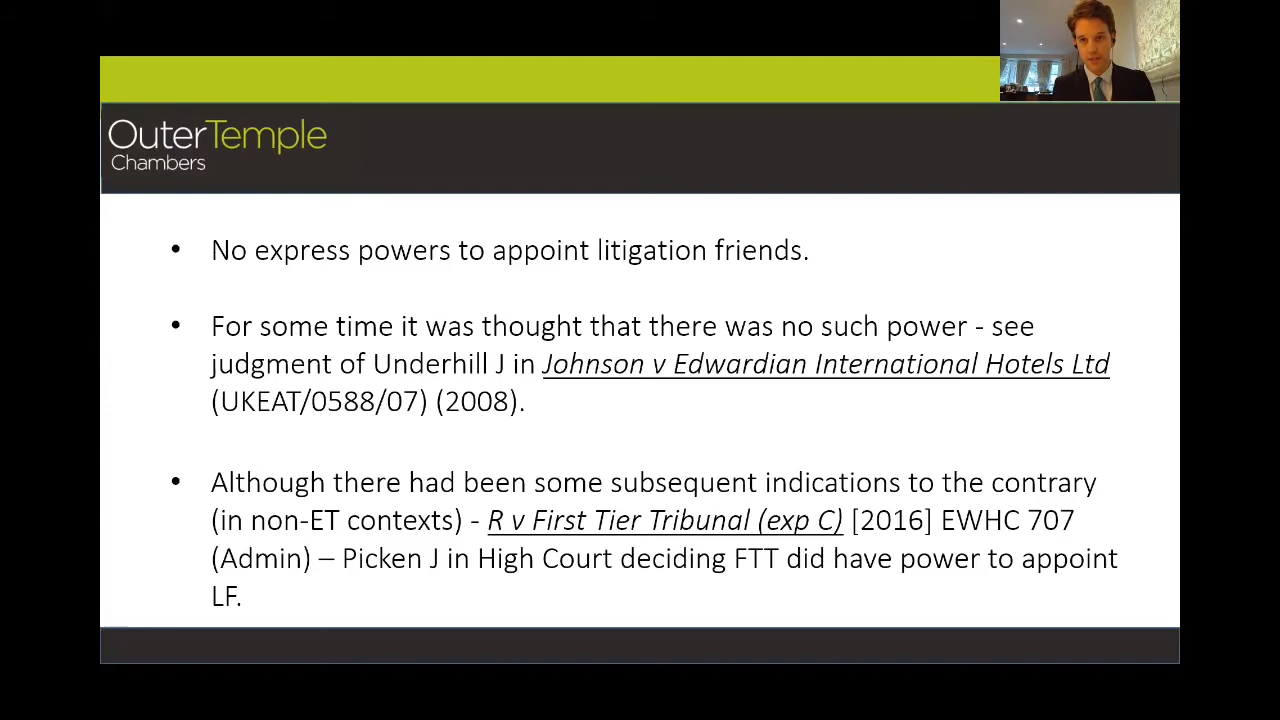 OuterTemple
Chambers
• No express powers to appoint litigation friends.
• For some time it was thought that there was no such power - see
judgment of Underhill J in Johnson v Edwardian International Hotels Ltd
(UKEAT/0588/07) (2008).
• Although there had been some subsequent indications to the contrary
(in non-ET contexts) - R v First Tier Tribunal (exp C) [2016] EWHC 707
(Admin) – Picken J in High Court deciding FTT did have power to appoint
LF.